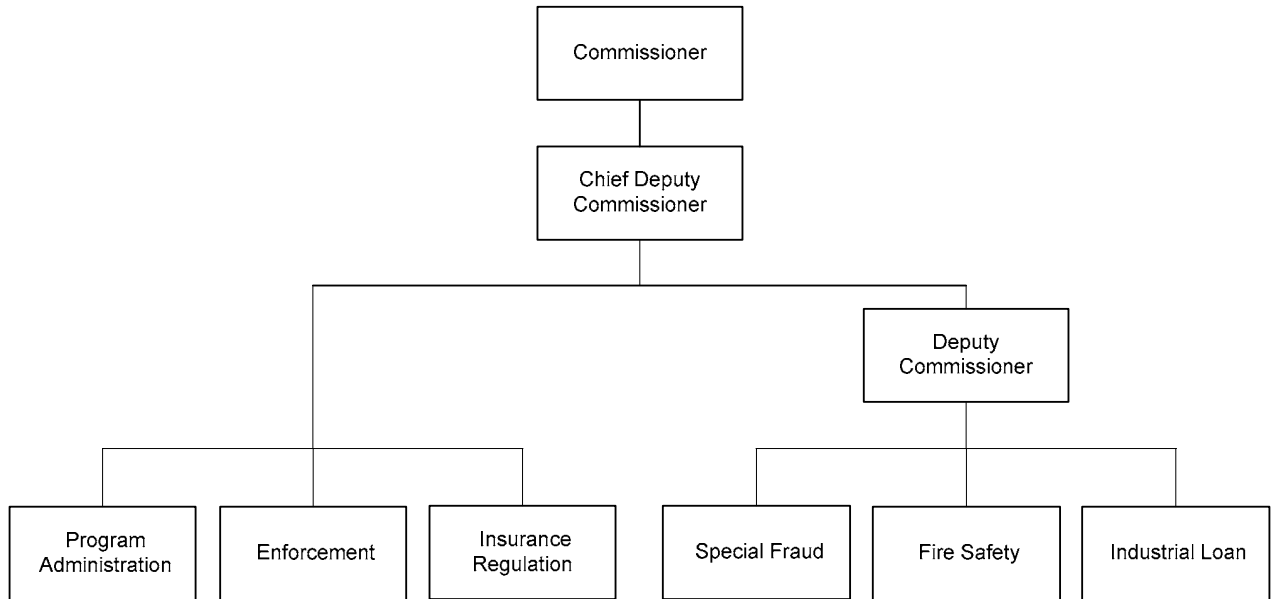 Commissioner
Chief Deputy
Commissioner
Deputy
Commissioner
Program
Administration
Enforcement
Insurance
Regulation
Special Fraud
Fire Safety
Industrial Loan